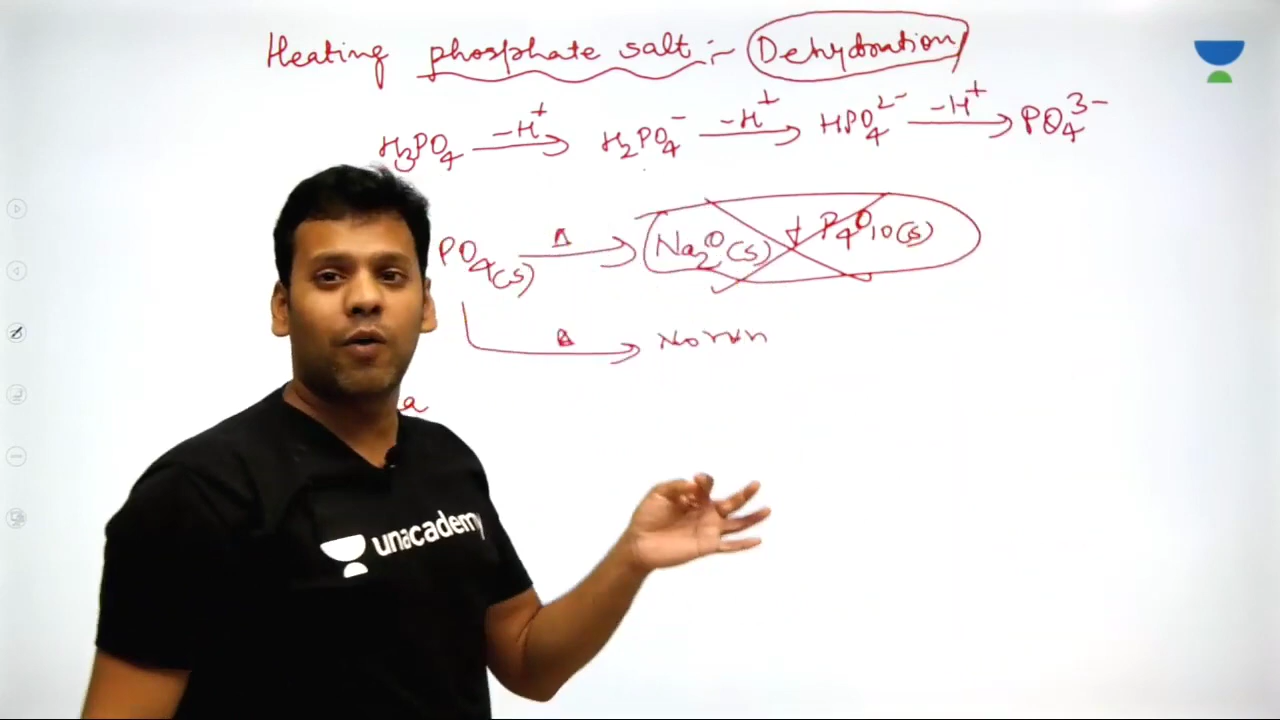 Heating phosphate salt :- Dehydration
H₃PO₄ —-H⁺→ H₂PO₄⁻ —-H⁺→ HPO₄²⁻ —-H⁺→ PO₄³⁻
PO₄(s) —Δ→ Na₂O(s) + P₄O₁₀(s)
Δ→ No rxn
a
unacademy